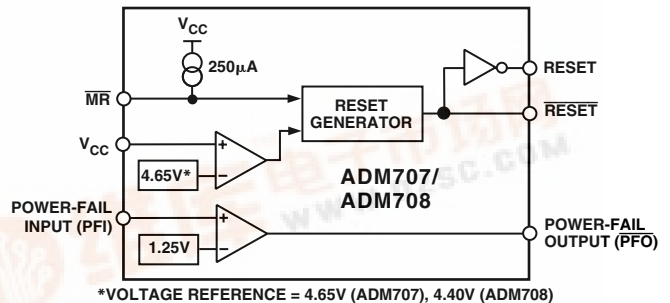 VCC
250μA
MR
RESET
RESET
GENERATOR
RESET
VCC
4.65V*
ADM707/
ADM708
POWER-FAIL
INPUT (PFI)
1.25V
POWER-FAIL
OUTPUT (PFO)
*VOLTAGE REFERENCE = 4.65V (ADM707), 4.40V (ADM708)